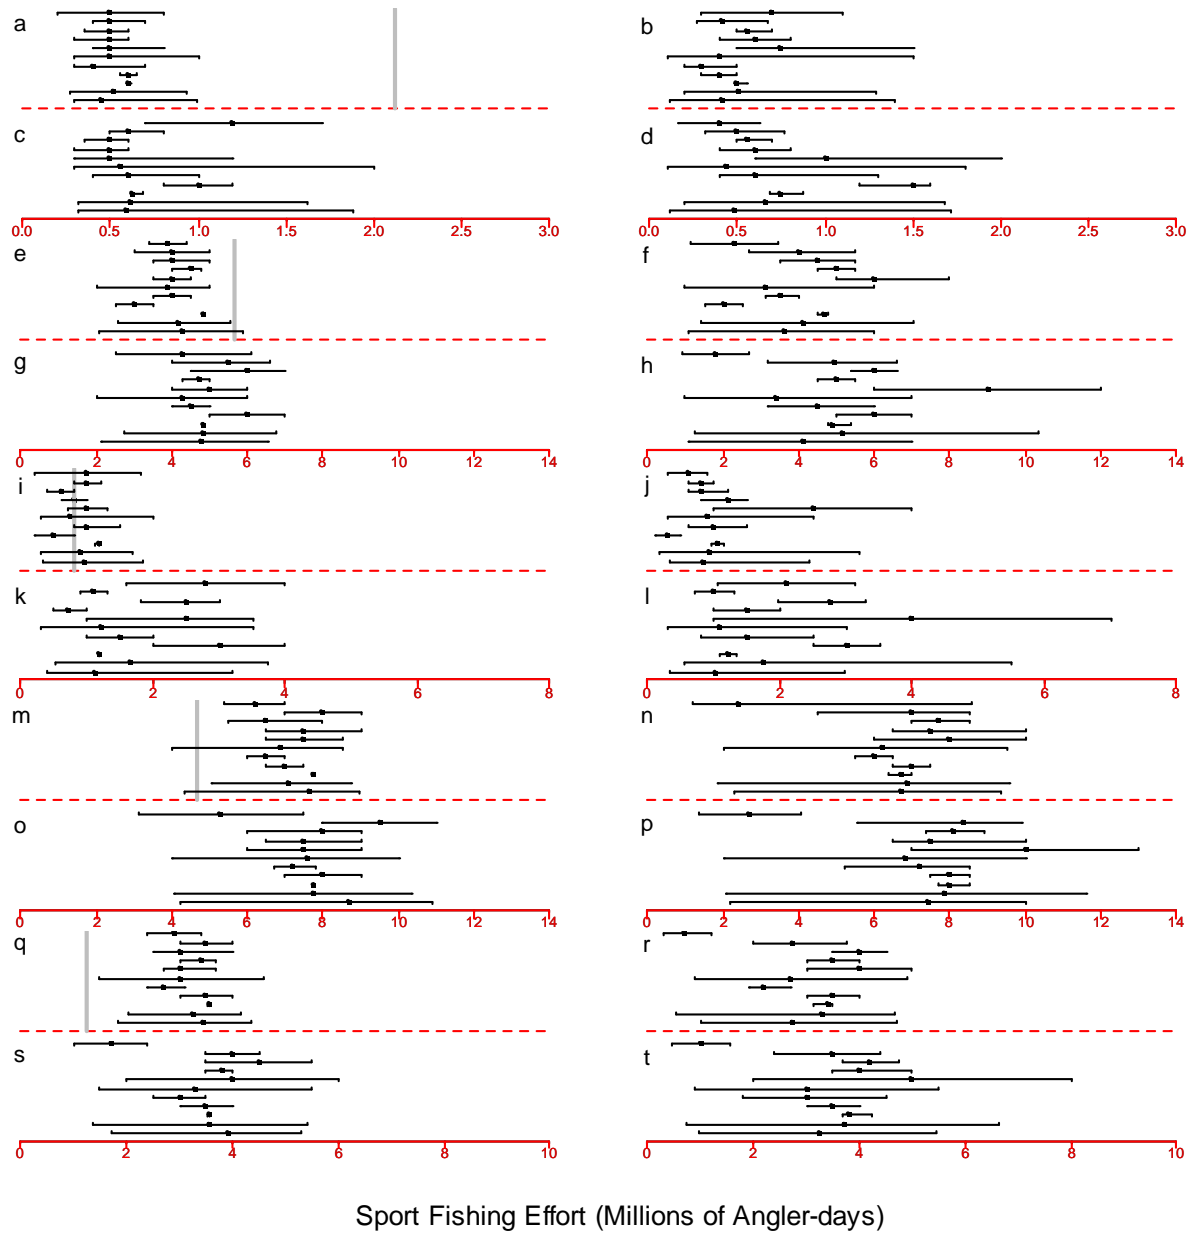 a b
c d
0.0 0.5 1.0 1.5 2.0 2.5 3.0 0.0 0.5 1.0 1.5 2.0 2.5 3.0
e f
g h
0 2 4 6 8 10 12 14 0 2 4 6 8 10 12 14
i j
k l
0 2 4 6 8 0 2 4 6 8
m n
o p
0 2 4 6 8 10 12 14 0 2 4 6 8 10 12 14
q r
s t
2 4 6 8 10 0 2 4 6 8 10
Sport Fishing Effort (Millions of Angler-days)